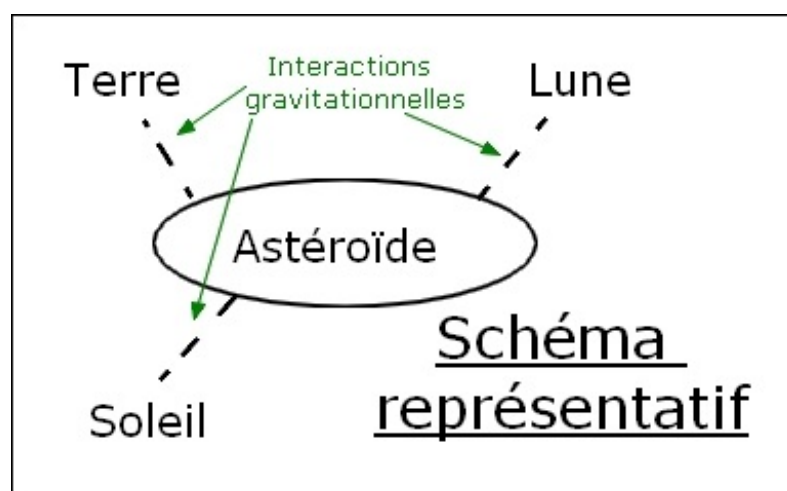 Terre
Interactions
gravitationnelles
Lune
Astéroïde
Soleil
Schéma
représentatif